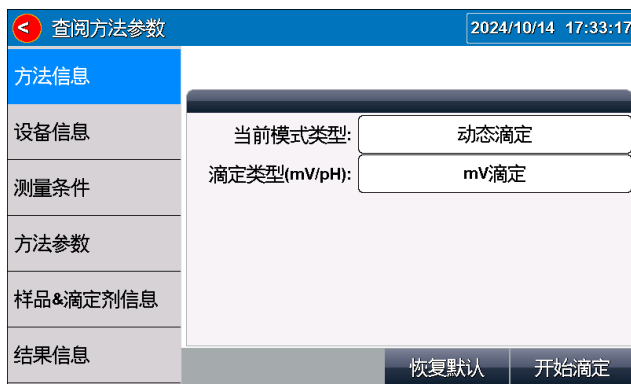 查阅方法参数
2024/10/14 17:33:17
方法信息
设备信息
测量条件
方法参数
样品&滴定剂信息
结果信息
当前模式类型: 动态滴定
滴定类型(mV/pH): mV滴定
恢复默认
开始滴定